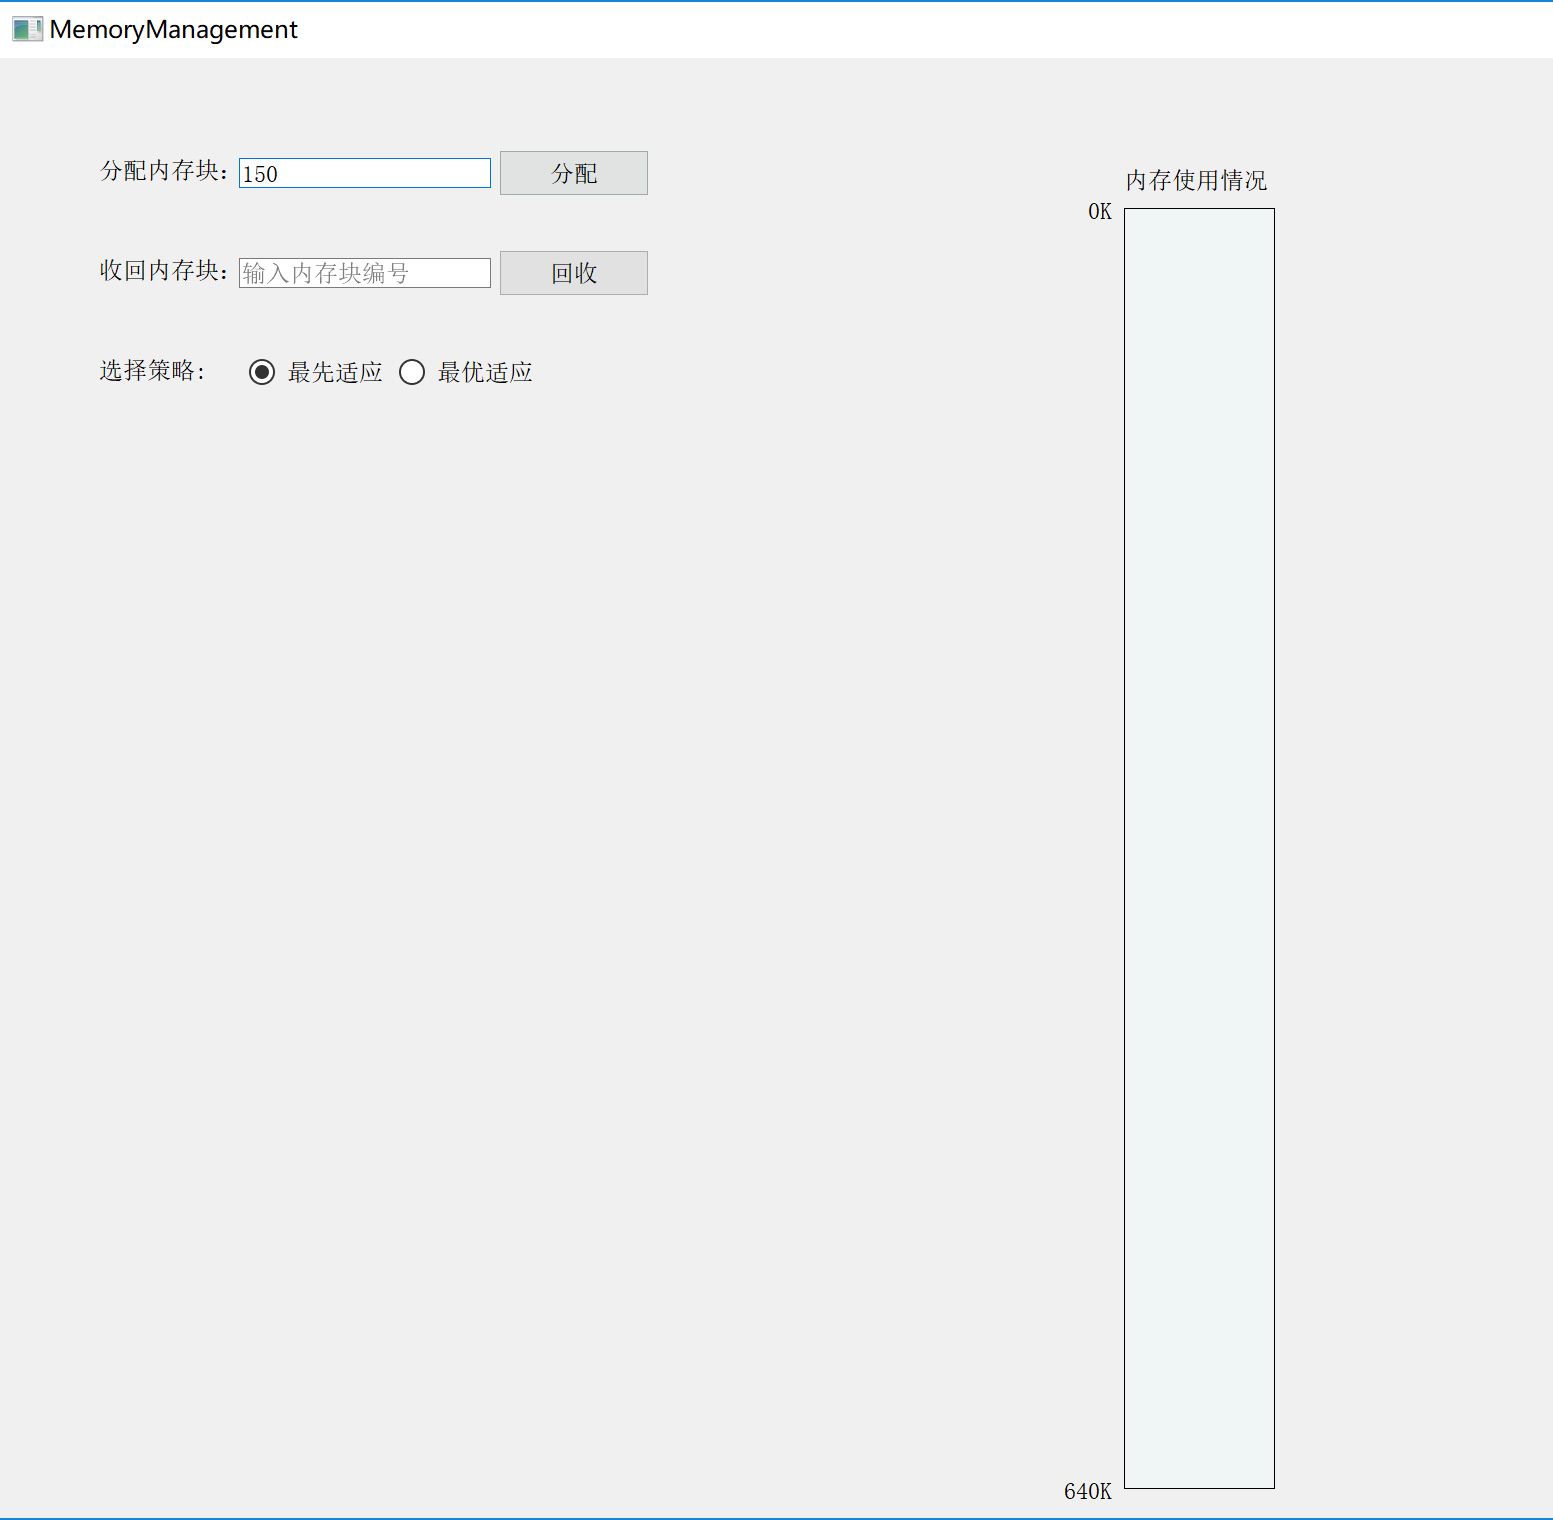 MemoryManagement
分配内存块: 150 分配
收回内存块: 输入内存块编号 回收
选择策略: 最先适应 最优适应
内存使用情况
0K
640K